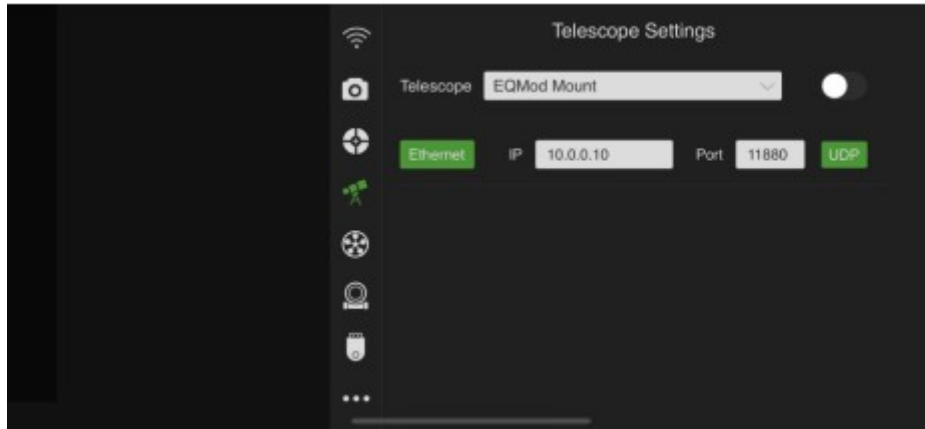 Telescope Settings
Telescope EQMod Mount
Ethernet IP 10.0.0.10 Port 11880 UDP